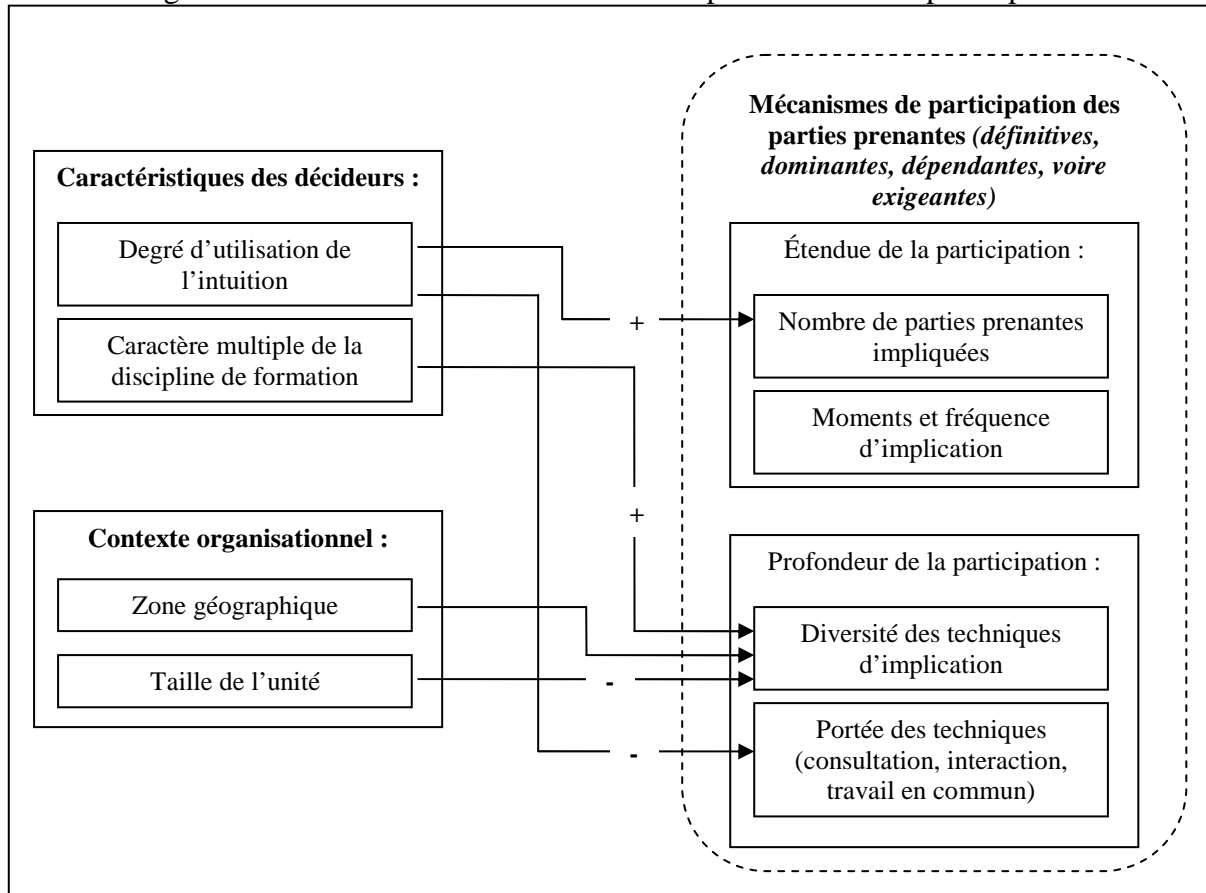 Caractéristiques des décideurs :
Degré d’utilisation de
l’intuition
Caractère multiple de la
discipline de formation
Contexte organisationnel :
Zone géographique
Taille de l’unité
+
+
-
-
Mécanismes de participation des
parties prenantes (définitives,
dominantes, dépendantes, voire
exigeantes)
Étendue de la participation :
Nombre de parties prenantes
impliquées
Moments et fréquence
d’implication
Profondeur de la participation :
Diversité des techniques
d’implication
Portée des techniques
(consultation, interaction,
travail en commun)